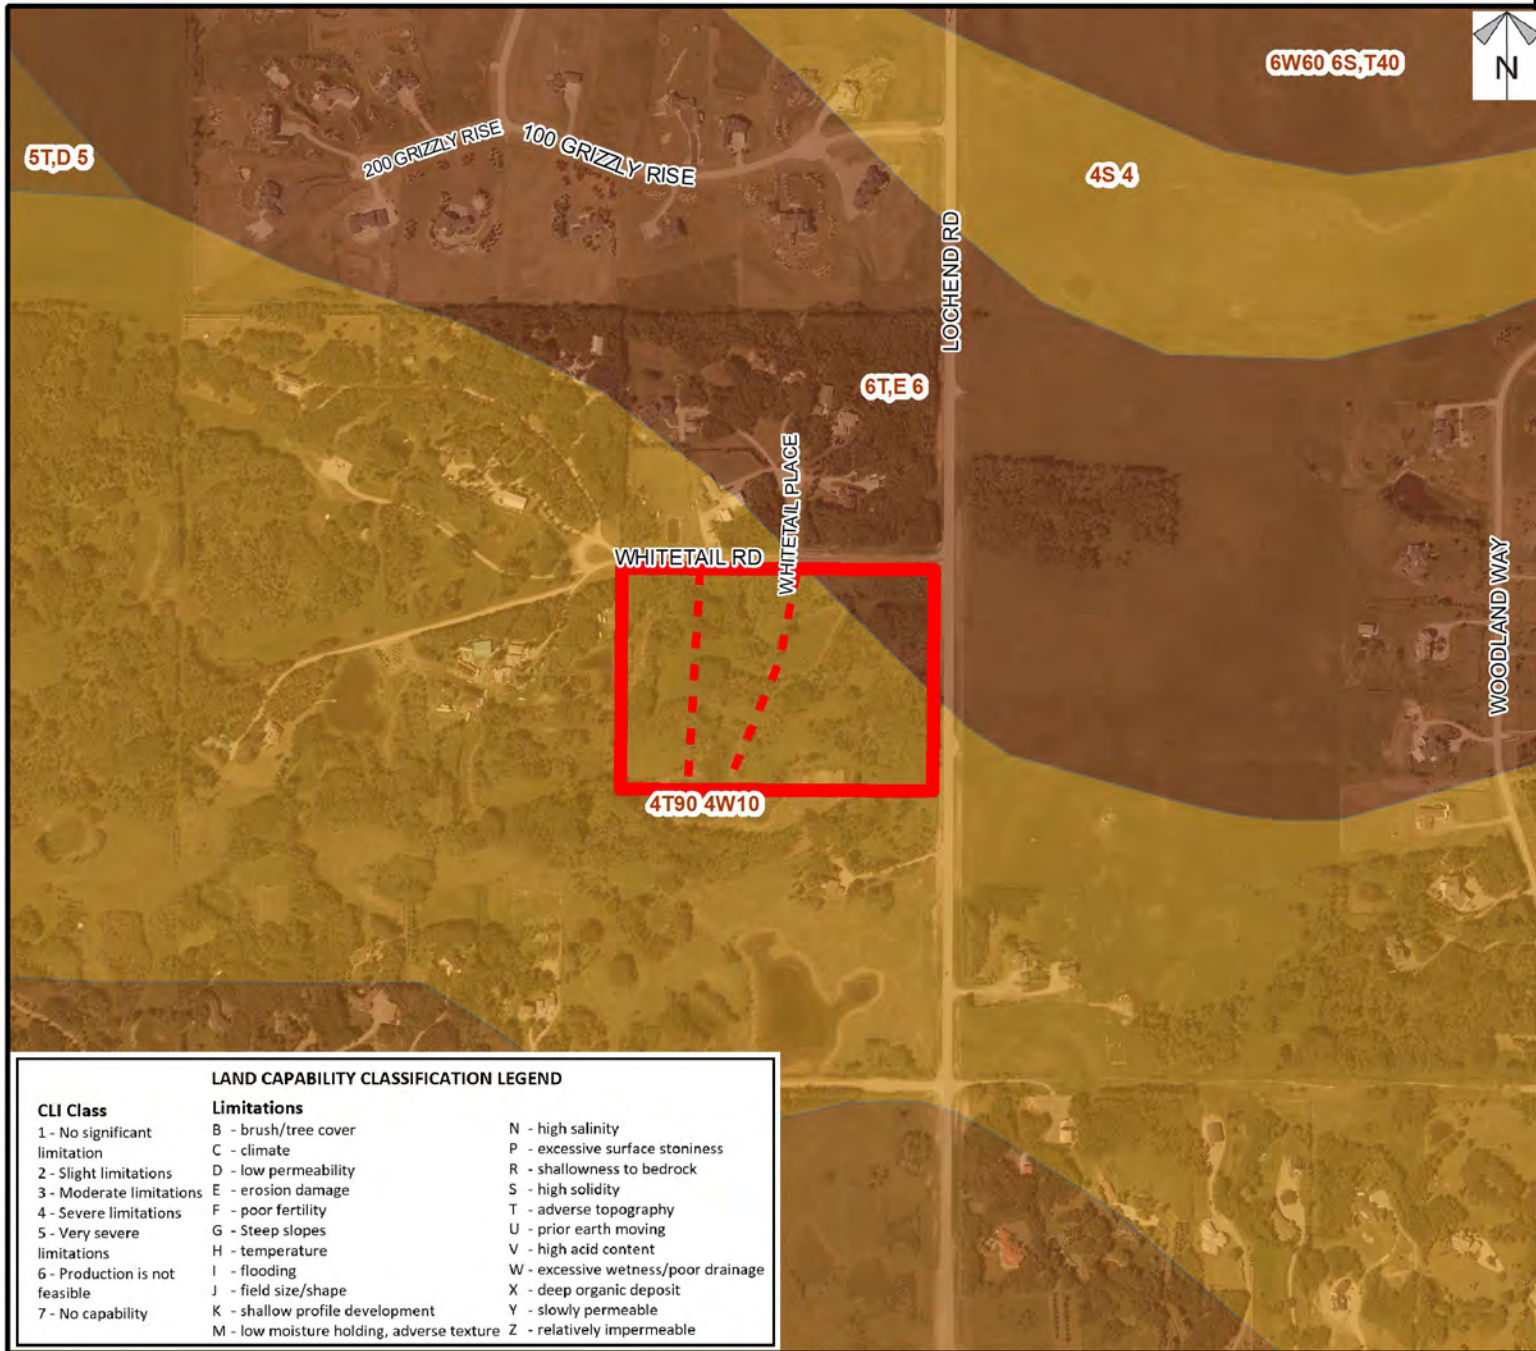 6W60 6S,T40
N
5T,D 5
200 GRIZZLY RISE
100 GRIZZLY RISE
4S 4
LOCHEND RD
6T,E 6
WHITETAIL PLACE
WHITETAIL RD
WOODLAND WAY
4T90 4W10
LAND CAPABILITY CLASSIFICATION LEGEND
CLI Class
1 - No significant
limitation
2 - Slight limitations
3 - Moderate limitations
4 - Severe limitations
5 - Very severe
limitations
6 - Production is not
feasible
7 - No capability
Limitations
B - brush/tree cover
C - climate
D - low permeability
E - erosion damage
F - poor fertility
G - Steep slopes
H - temperature
I - flooding
J - field size/shape
K - shallow profile development
M - low moisture holding, adverse texture
N - high salinity
P - excessive surface stoniness
R - shallowness to bedrock
S - high solidity
T - adverse topography
U - prior earth moving
V - high acid content
W - excessive wetness/poor drainage
X - deep organic deposit
Y - slowly permeable
Z - relatively impermeable